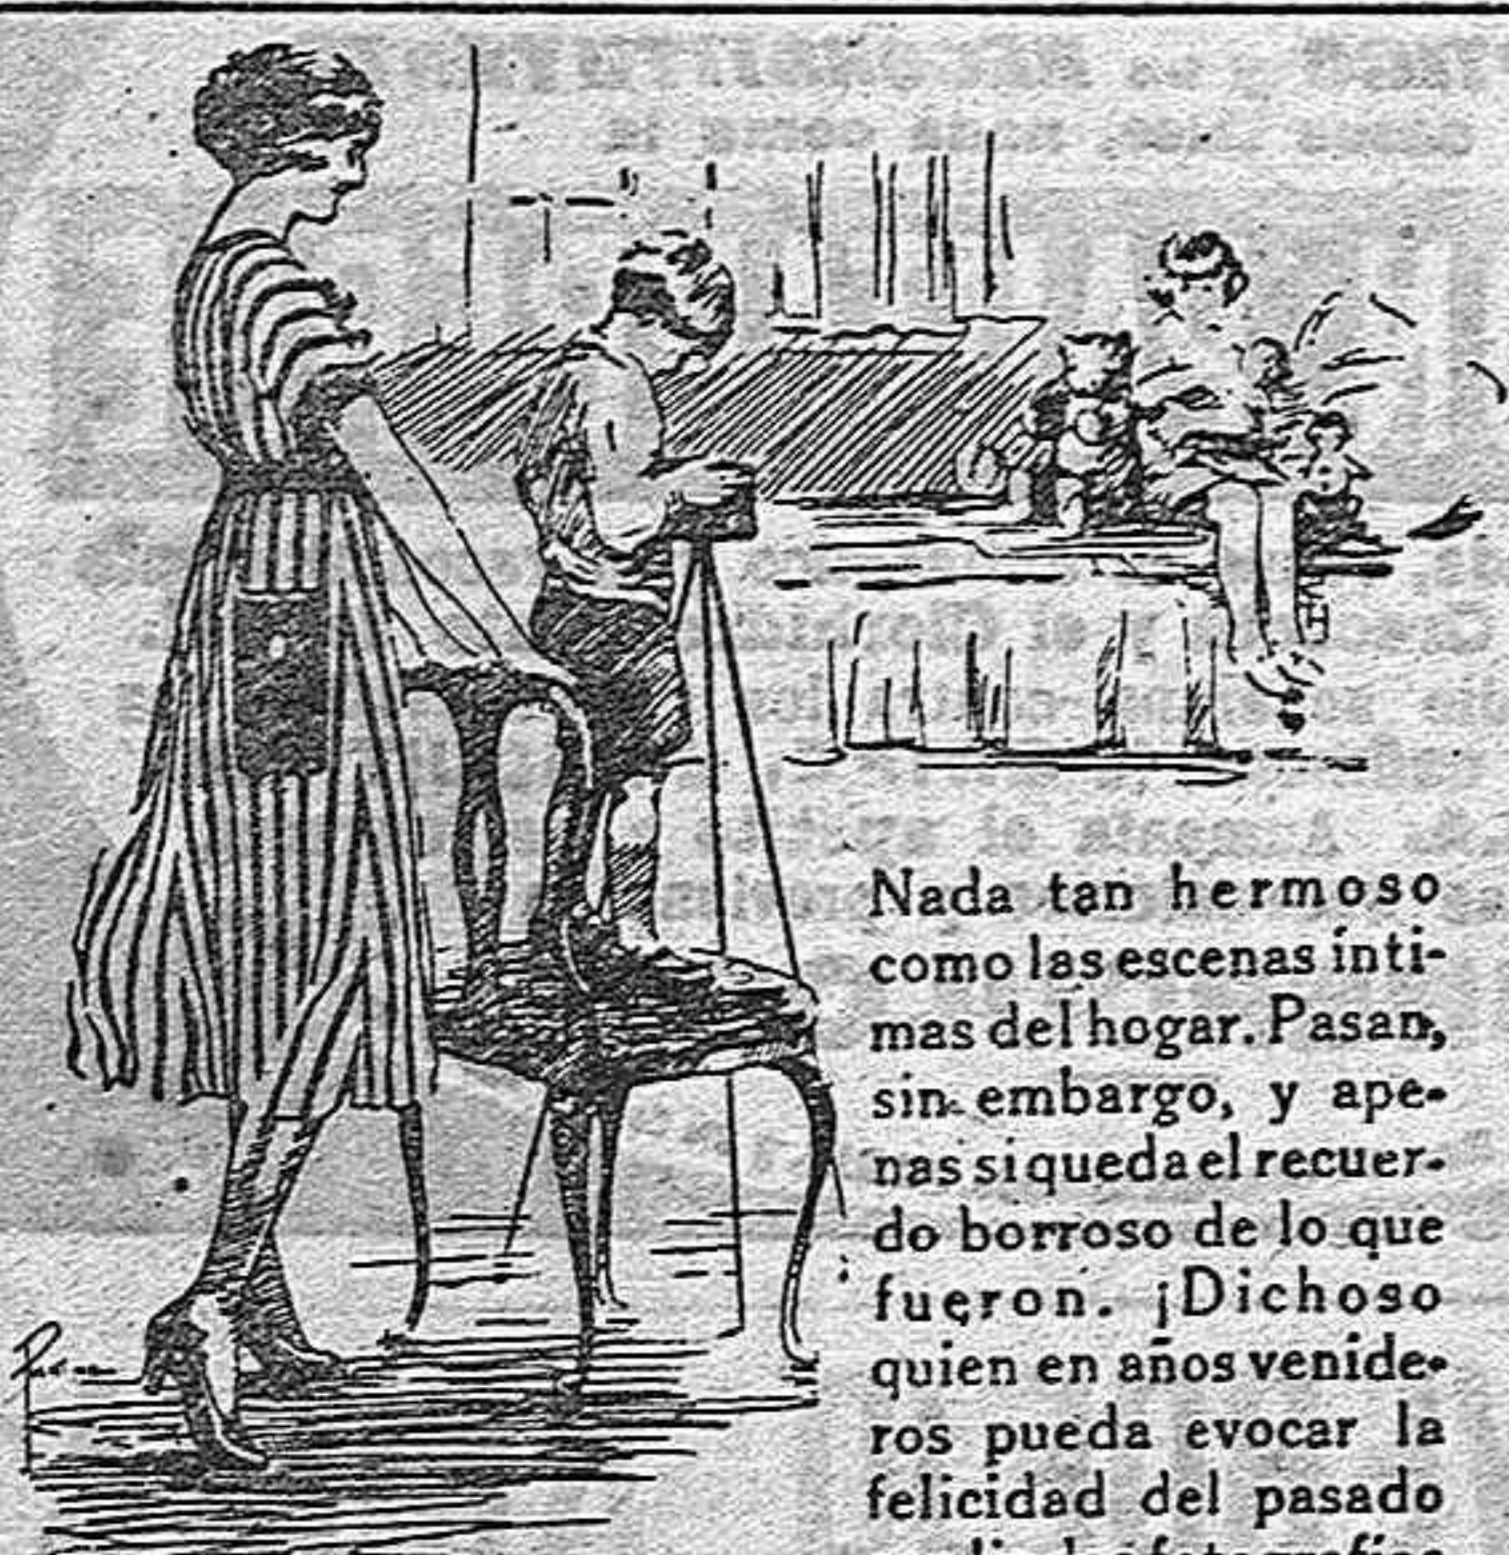 Nada tan hermoso
como las escenas ínti-
mas del hogar. Pasan,
sin embargo, y ape-
nas si queda el recuer-
do borroso de lo que
fueron. ¡Dichoso
quien en años venide-
ros pueda evocar la
felicidad del pasado